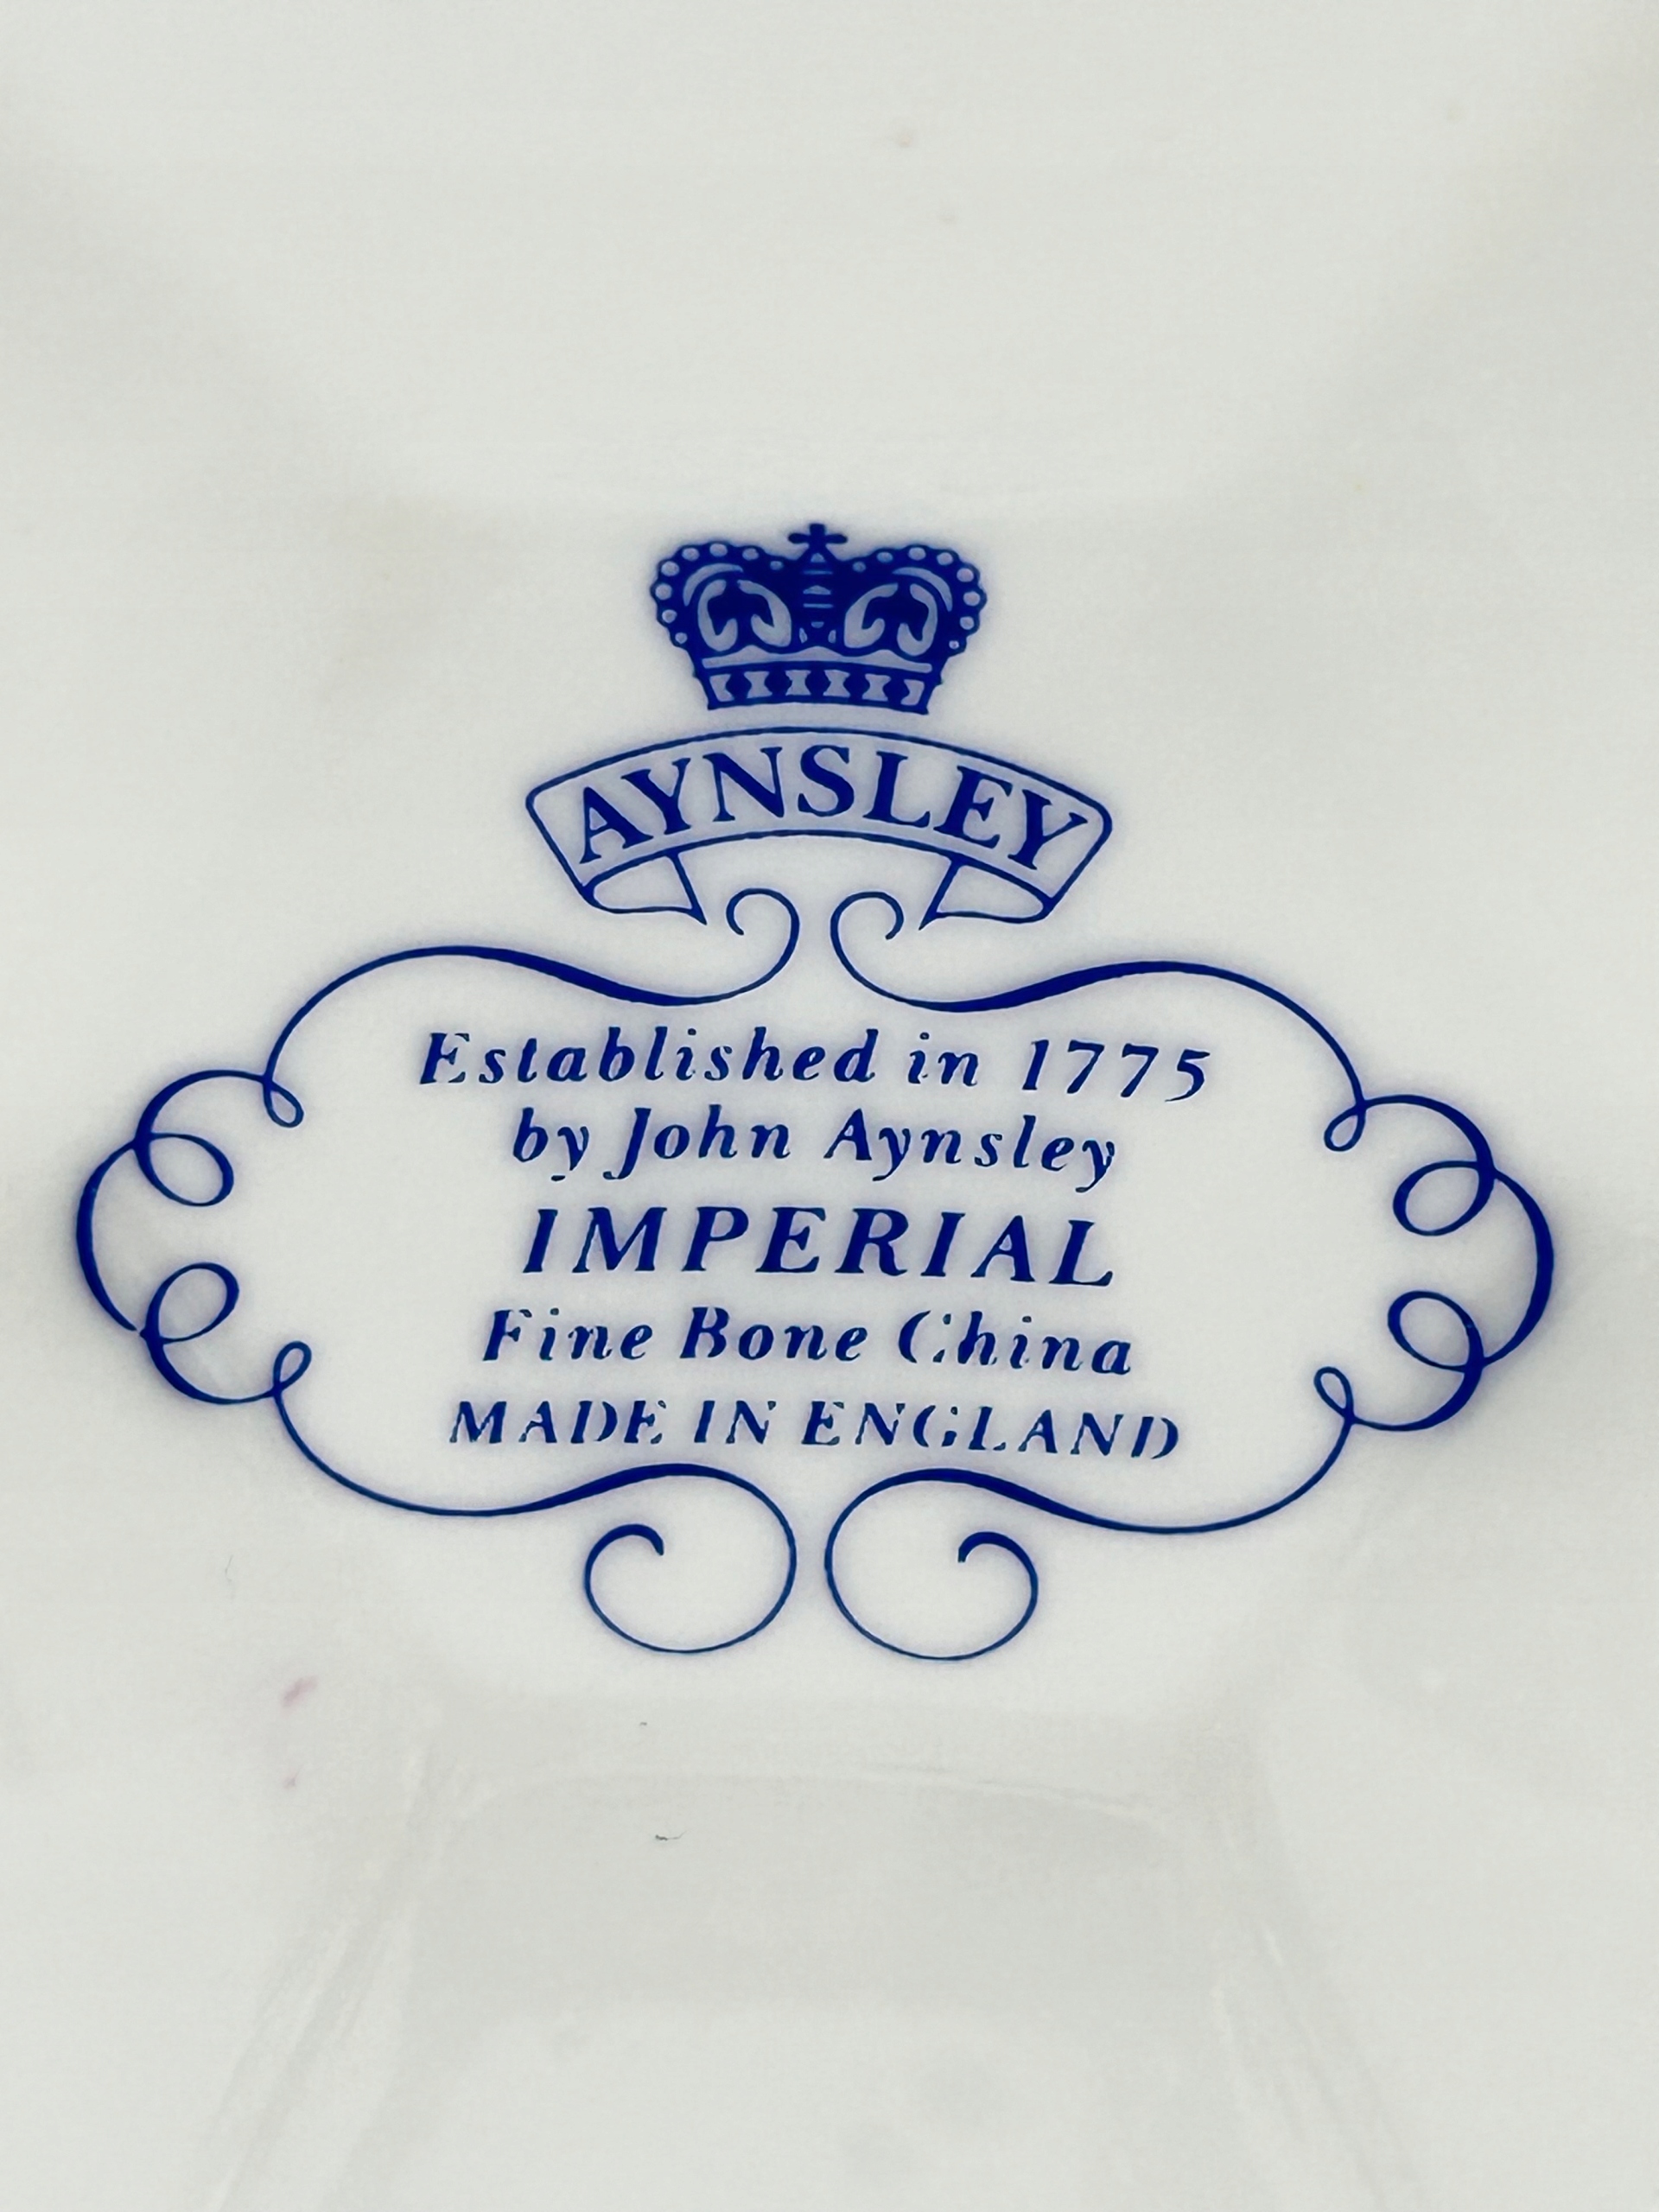 AYNSLEY
Established in 1775
by John Aynsley
IMPERIAL
Fine Bone China
MADE IN ENGLAND